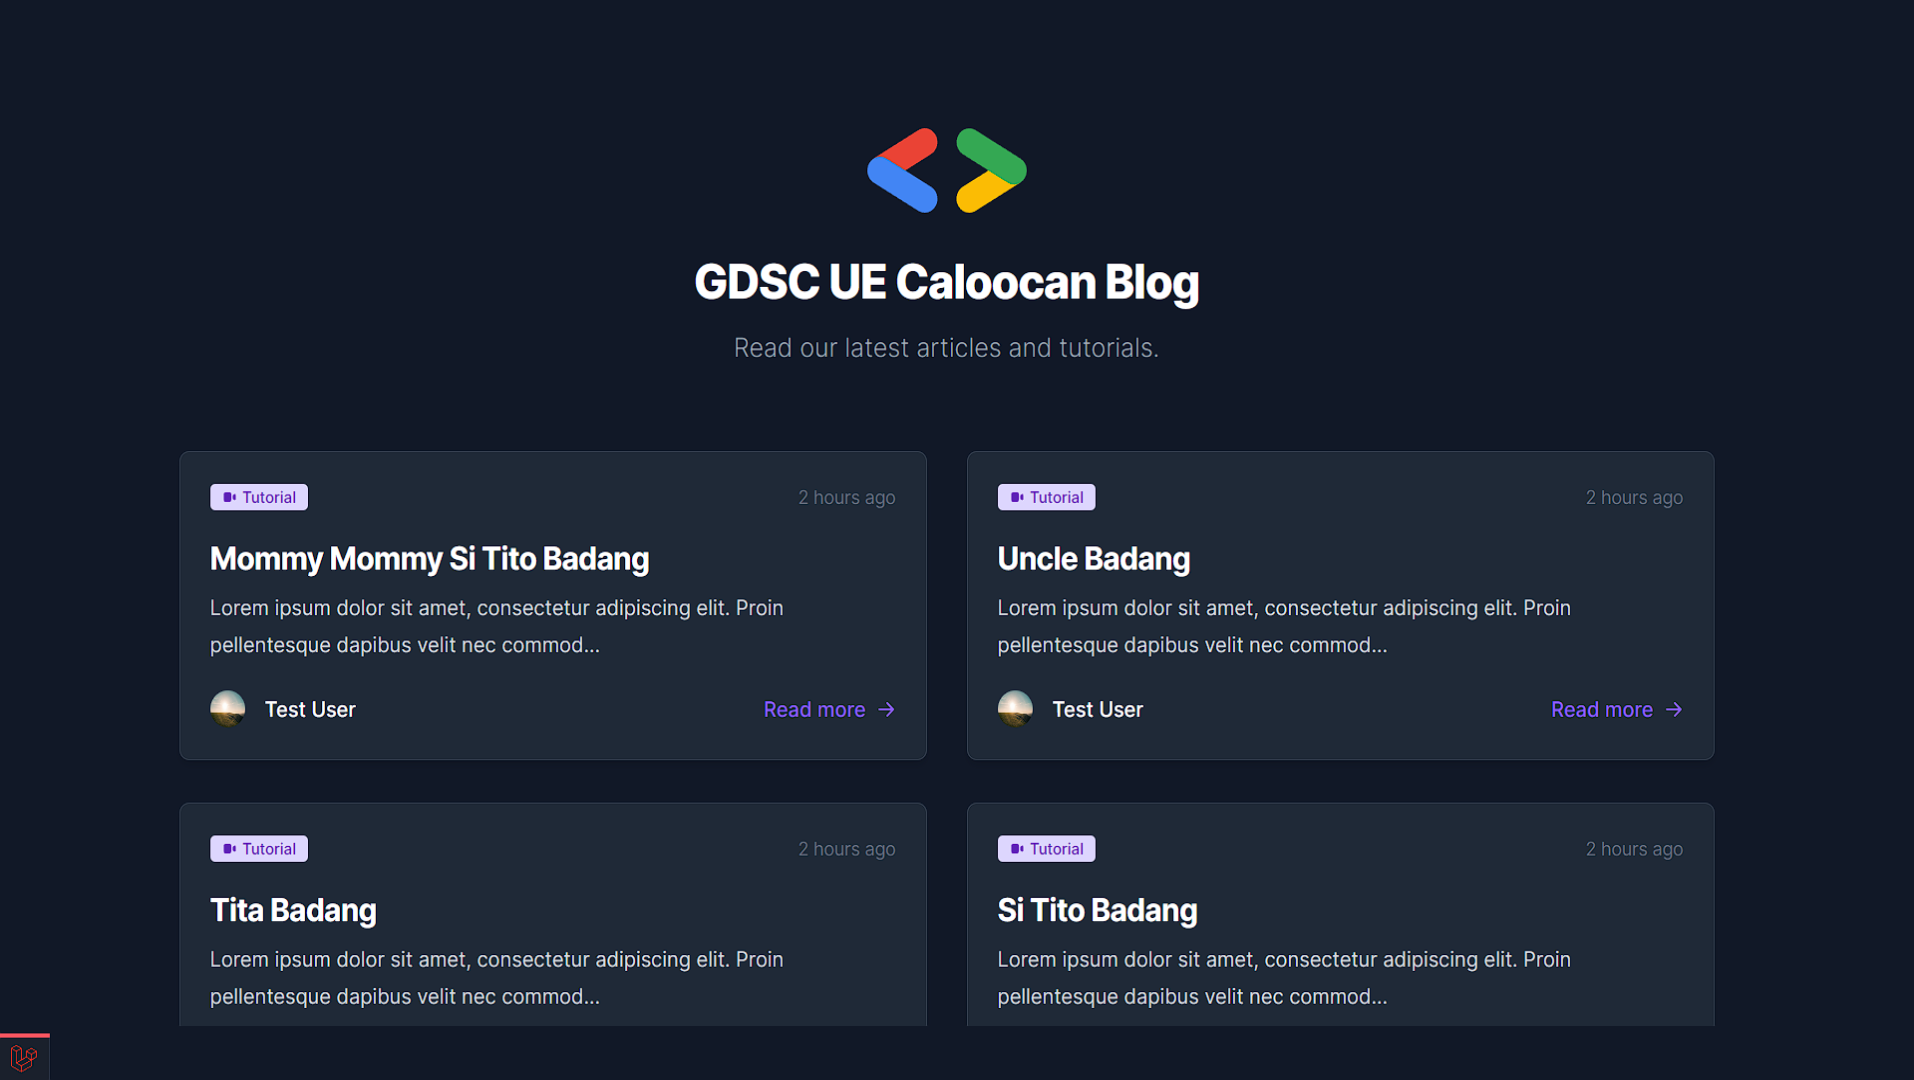 GDSC UE Caloocan Blog
Read our latest articles and tutorials.
Tutorial
2 hours ago
Mommy Mommy Si Tito Badang
Lorem ipsum dolor sit amet, consectetur adipiscing elit. Proin
pellentesque dapibus velit nec commod...
Test User
Read more →
Tutorial
2 hours ago
Uncle Badang
Lorem ipsum dolor sit amet, consectetur adipiscing elit. Proin
pellentesque dapibus velit nec commod...
Test User
Read more →
Tutorial
2 hours ago
Tita Badang
Lorem ipsum dolor sit amet, consectetur adipiscing elit. Proin
pellentesque dapibus velit nec commod...
Tutorial
2 hours ago
Si Tito Badang
Lorem ipsum dolor sit amet, consectetur adipiscing elit. Proin
pellentesque dapibus velit nec commod...